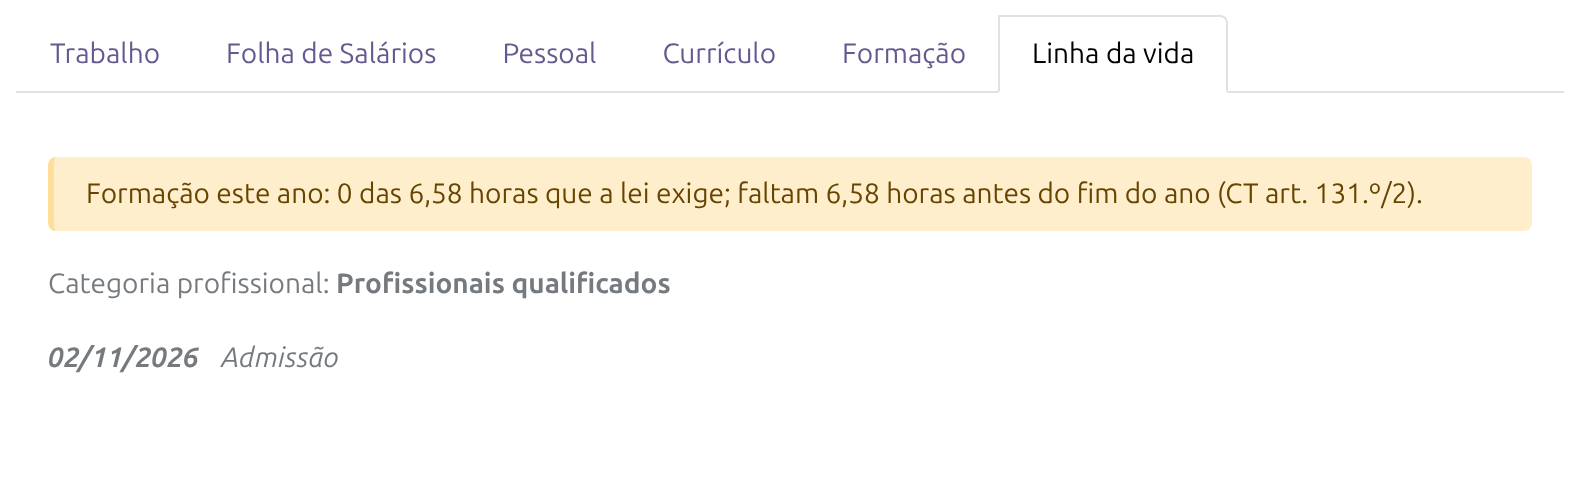 Trabalho Folha de Salários Pessoal Currículo Formação Linha da vida
Formação este ano: 0 das 6,58 horas que a lei exige; faltam 6,58 horas antes do fim do ano (CT art. 131.º/2).
Categoria profissional: Profissionais qualificados
02/11/2026 Admissão